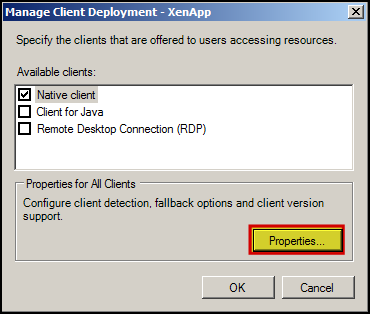 Manage Client Deployment - XenApp
Specify the clients that are offered to users accessing resources.
Available clients:
Native client
Client for Java
Remote Desktop Connection (RDP)
Properties for All Clients
Configure client detection, fallback options and client version
support.
Properties...
OK
Cancel